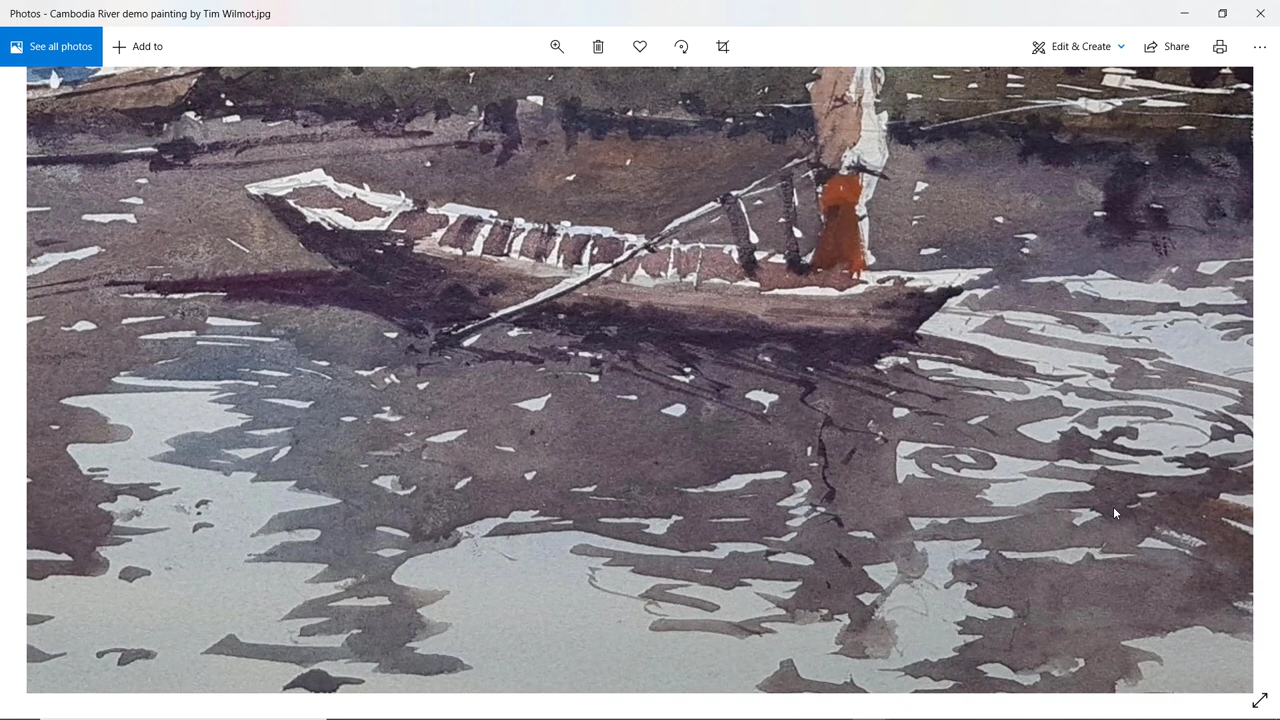 Photos - Cambodia River demo painting by Tim Wilmot.jpg
See all photos
Add to
Edit & Create
Share